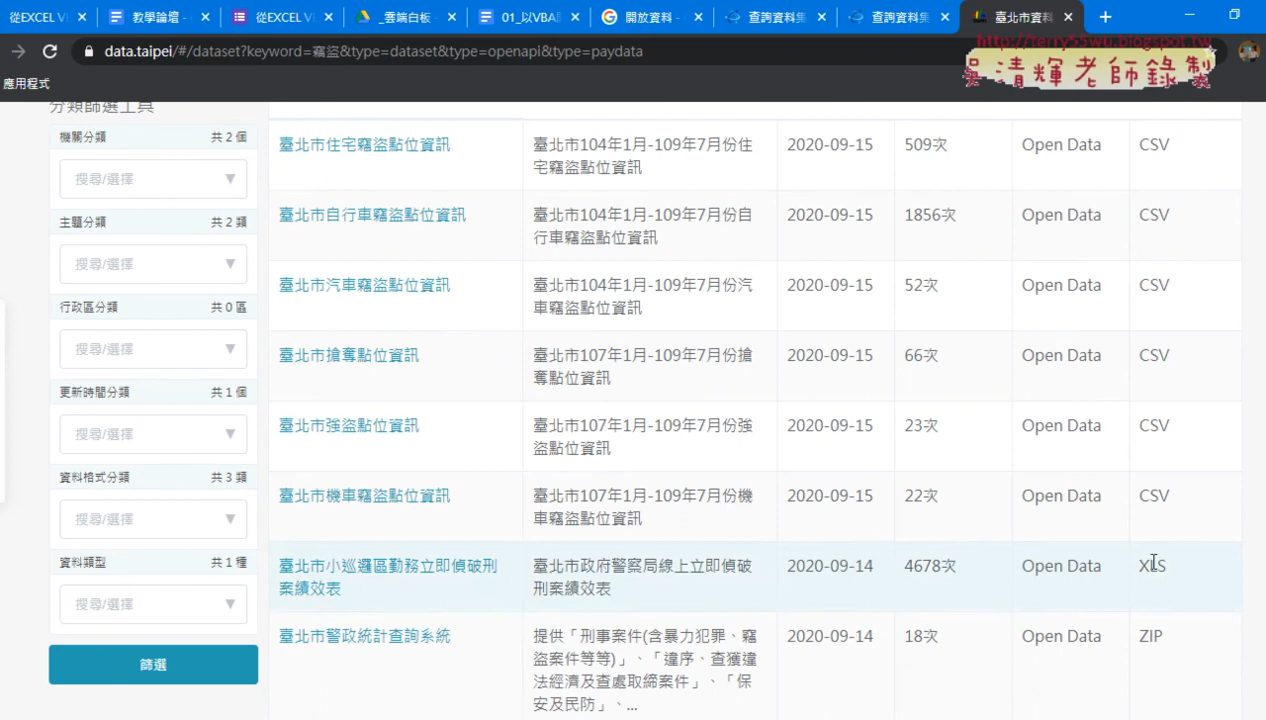 從EXCEL VI
教學論壇 -
從EXCEL V
_雲端白板 -
01_以VBA
開放資料 -
查詢資料集
查詢資料集
臺北市資料
data.taipei/#/dataset?keyword=竊盜&type=dataset&type=openapi&type=paydata
http://terry55wu.blogspot.tw
吳清輝老師錄製
應用程式
分類篩選工具
機關分類 共 2 個
搜尋/選擇
主題分類 共 2 類
搜尋/選擇
行政區分類 共 0 區
搜尋/選擇
更新時間分類 共 1 個
搜尋/選擇
資料格式分類 共 3 類
搜尋/選擇
資料類型 共 1 種
搜尋/選擇
篩選
臺北市住宅竊盜點位資訊 臺北市104年1月-109年7月份住 2020-09-15 509次 Open Data CSV
宅竊盜點位資訊
臺北市自行車竊盜點位資訊 臺北市104年1月-109年7月份自 2020-09-15 1856次 Open Data CSV
行車竊盜點位資訊
臺北市汽車竊盜點位資訊 臺北市104年1月-109年7月份汽 2020-09-15 52次 Open Data CSV
車竊盜點位資訊
臺北市搶奪點位資訊 臺北市107年1月-109年7月份搶 2020-09-15 66次 Open Data CSV
奪點位資訊
臺北市強盜點位資訊 臺北市107年1月-109年7月份強 2020-09-15 23次 Open Data CSV
盜點位資訊
臺北市機車竊盜點位資訊 臺北市107年1月-109年7月份機 2020-09-15 22次 Open Data CSV
車竊盜點位資訊
臺北市小巡邏區勤務立即偵破刑 臺北市政府警察局線上立即偵破 2020-09-14 4678次 Open Data XLS
案績效表 刑案績效表
臺北市警政統計查詢系統 提供「刑事案件(含暴力犯罪、竊 2020-09-14 18次 Open Data ZIP
盜案件等等)」、「違序、查獲違
法經濟及查處取締案件」、「保
安及民防」、...